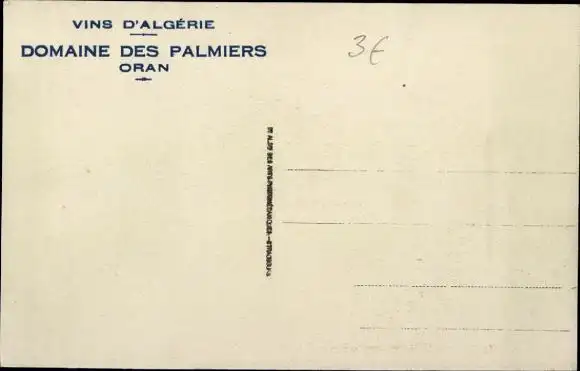 VINS D'ALGÉRIE
DOMAINE DES PALMIERS
ORAN
3€